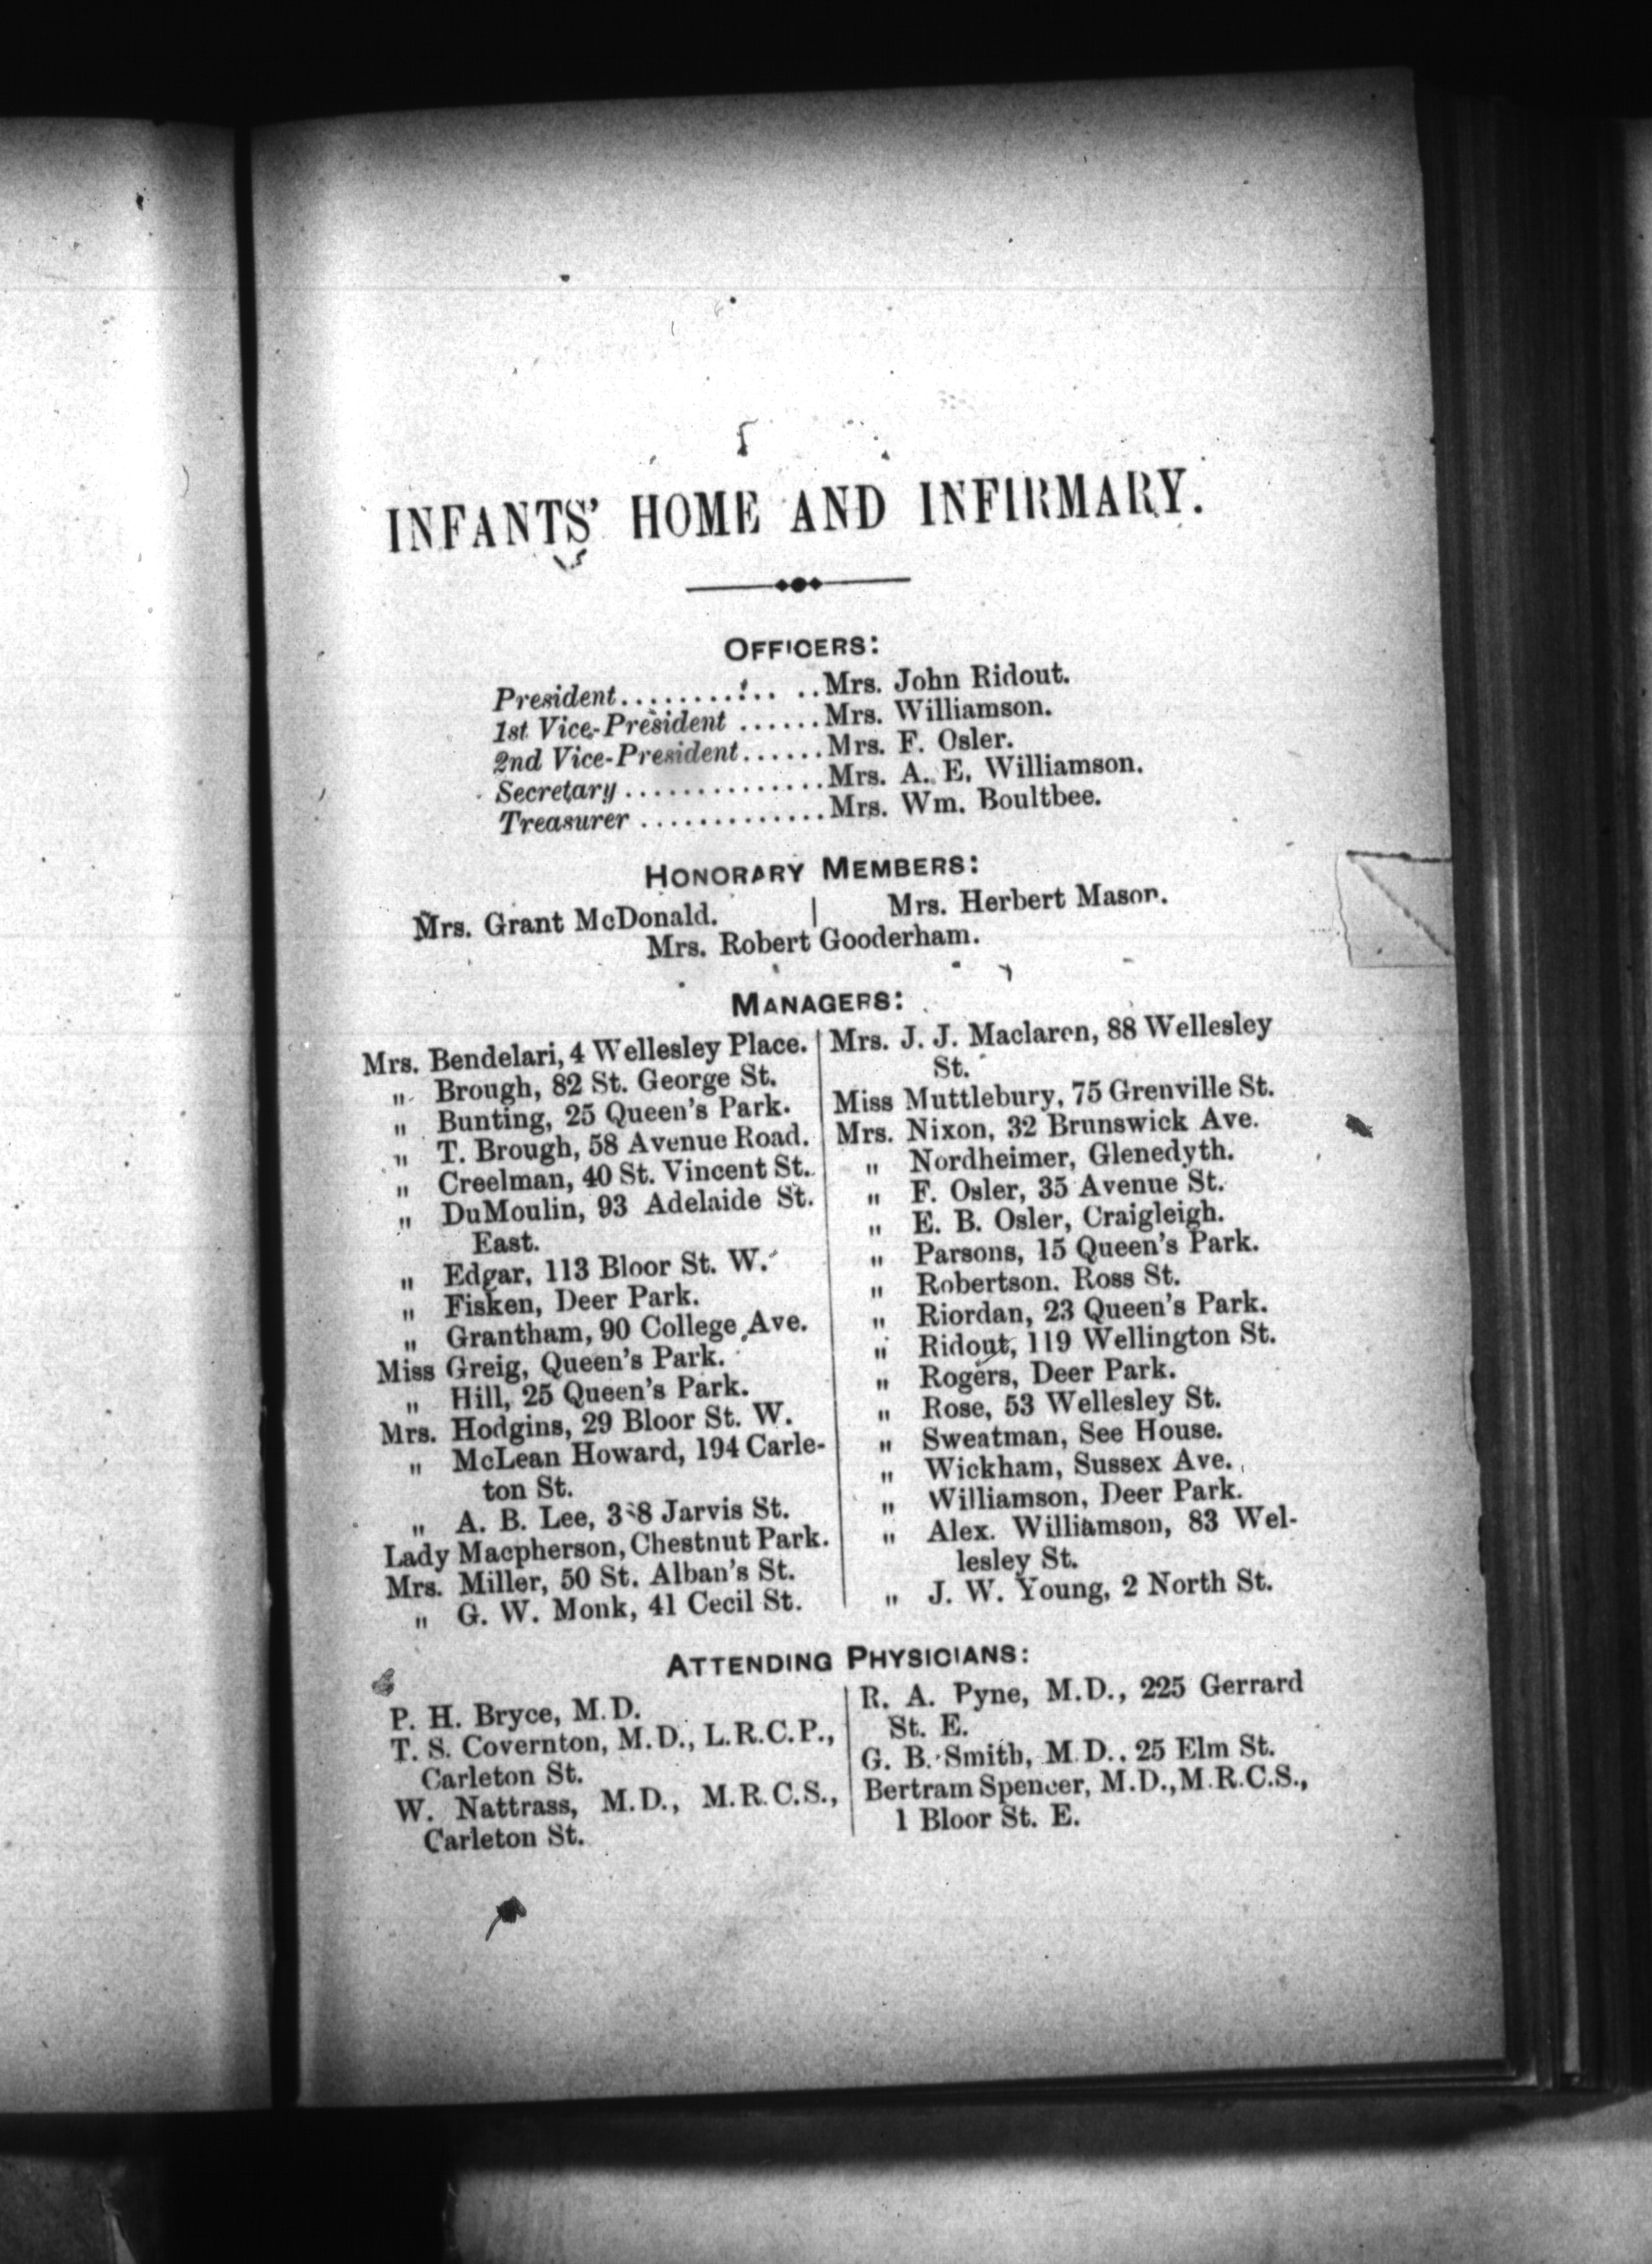 INFANTS' HOME AND INFIRMARY.
OFFICERS:
President........:.. ..Mrs. John Ridout.
1st Vice-President ......Mrs. Williamson.
2nd Vice-President......Mrs. F. Osler.
Secretary..............Mrs. A. E. Williamson.
Treasurer .............Mrs. Wm. Boultbee.
HONORARY MEMBERS:
Mrs. Grant McDonald. | Mrs. Herbert Mason.
Mrs. Robert Gooderham.
MANAGERS:
Mrs. Bendelari, 4 Wellesley Place.
„ Brough, 82 St. George St.
„ Bunting, 25 Queen's Park.
„ T. Brough, 58 Avenue Road.
„ Creelman, 40 St. Vincent St.
„ DuMoulin, 93 Adelaide St.
East.
„ Edgar, 113 Bloor St. W.
„ Fisken, Deer Park.
„ Grantham, 90 College Ave.
Miss Greig, Queen's Park.
„ Hill, 25 Queen's Park.
Mrs. Hodgins, 29 Bloor St. W.
„ McLean Howard, 194 Carle-
ton St.
„ A. B. Lee, Jarvis St.
Lady Macpherson, Chestnut Park.
Mrs. Miller, 50 St. Alban's St.
„ G. W. Monk, 41 Cecil St.
Mrs. J. J. Maclaren, 88 Wellesley
St.
Miss Muttlebury, 75 Grenville St.
Mrs. Nixon, 32 Brunswick Ave.
„ Nordheimer, Glenedyth.
„ F. Osler, 35 Avenue St.
„ E. B. Osler, Craigleigh.
„ Parsons, 15 Queen's Park.
„ Robertson. Ross St.
„ Riordan, 23 Queen's Park.
„ Ridout, 119 Wellington St.
„ Rogers, Deer Park.
„ Rose, 53 Wellesley St.
„ Sweatman, See House.
„ Wickham, Sussex Ave.
„ Williamson, Deer Park.
„ Alex. Williamson, 83 Wel-
lesley St.
„ J. W. Young, 2 North St.
ATTENDING PHYSICIANS:
P. H. Bryce, M.D.
T. S. Covernton, M.D., L.R.C.P.,
Carleton St.
W. Nattrass, M.D., M.R.C.S.,
Carleton St.
R. A. Pyne, M.D., 225 Gerrard
St. E.
G. B. Smith, M.D., 25 Elm St.
Bertram Spencer, M.D., M.R.C.S.,
1 Bloor St. E.